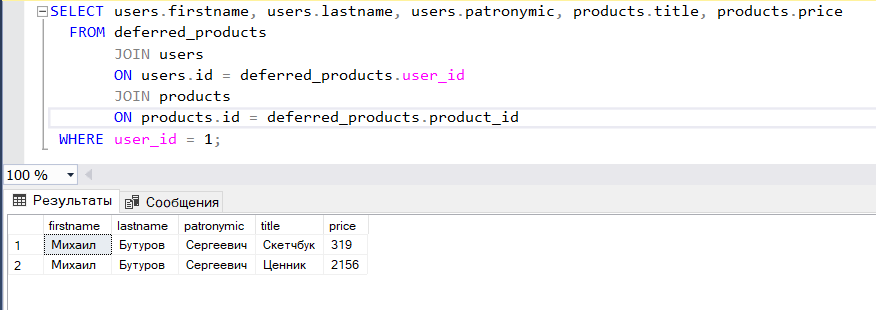 SELECT users.firstname, users.lastname, users.patronymic, products.title, products.price
FROM deferred_products
JOIN users
ON users.id = deferred_products.user_id
JOIN products
ON products.id = deferred_products.product_id
WHERE user_id = 1;
100 %
Результаты Сообщения
firstname lastname patronymic title price
1 Михаил Бутуров Сергеевич Скетчбук 319
2 Михаил Бутуров Сергеевич Ценник 2156